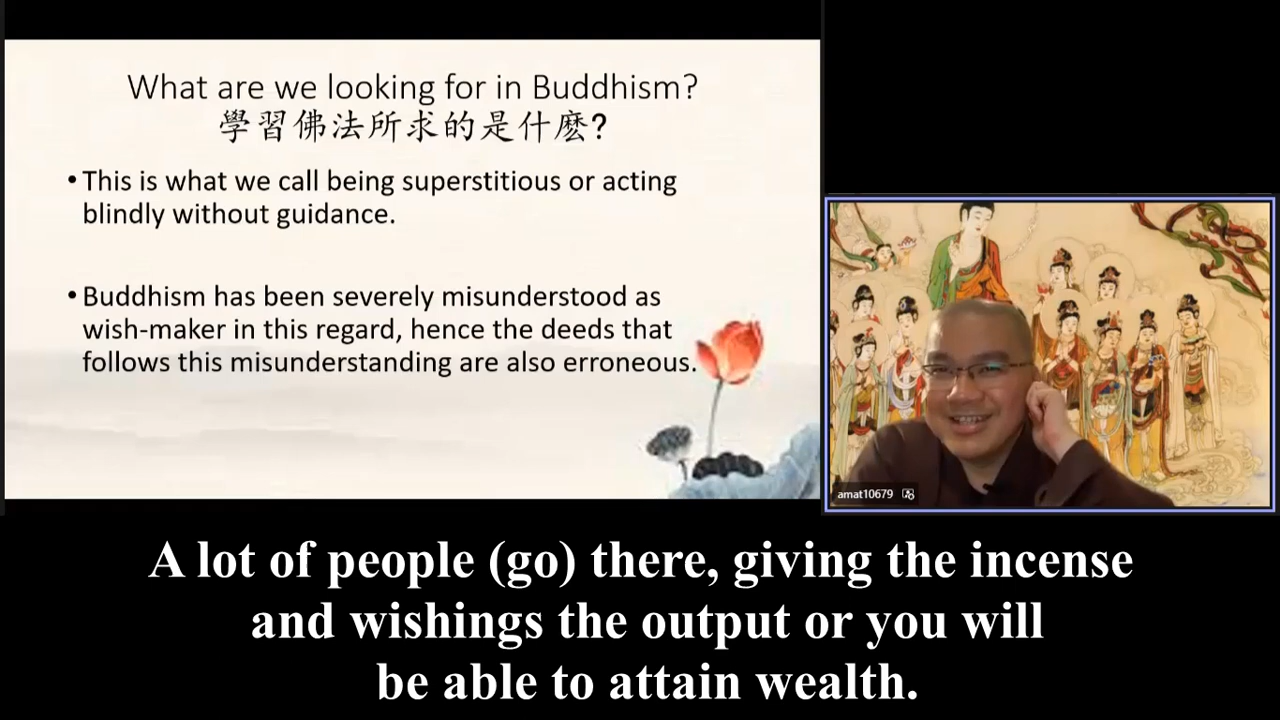 What are we looking for in Buddhism?
學習佛法所求的是什麼?
•This is what we call being superstitious or acting
blindly without guidance.
•Buddhism has been severely misunderstood as
wish-maker in this regard, hence the deeds that
follows this misunderstanding are also erroneous.
amat10679
A lot of people (go) there, giving the incense
and wishings the output or you will
be able to attain wealth.